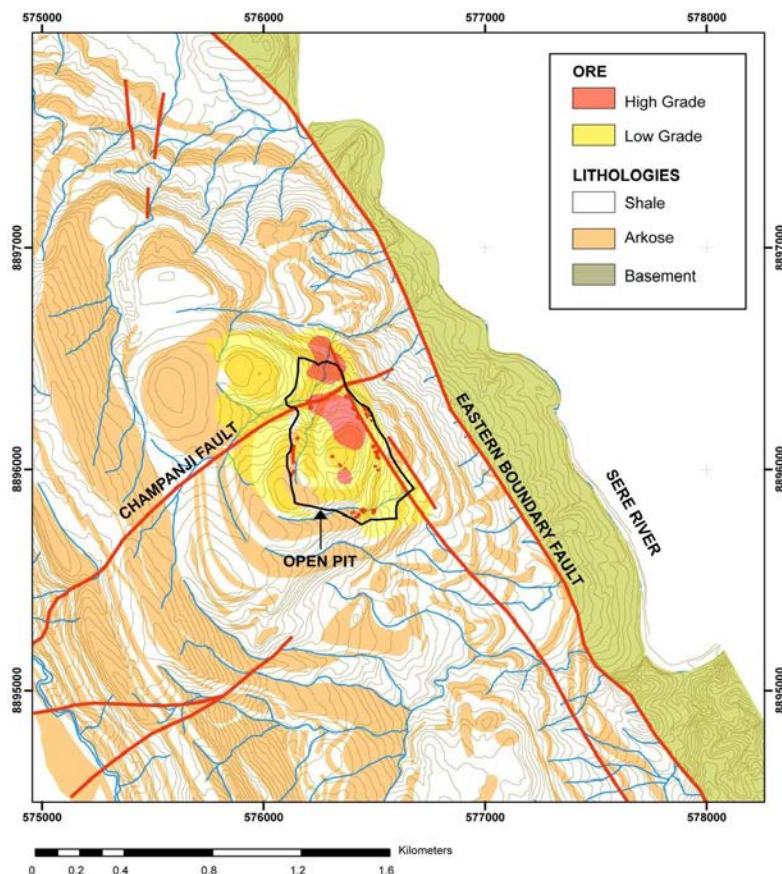 575000 576000 577000 578000
ORE
High Grade
Low Grade
LITHOLOGIES
Shale
Arkose
Basement
8897000 8897000
8896000 8896000
8895000 8895000
CHAMPANJI FAULT
EASTERN BOUNDARY FAULT
SERE RIVER
OPEN PIT
575000 576000 577000 578000
Kilometers
0 0.2 0.4 0.8 1.2 1.6